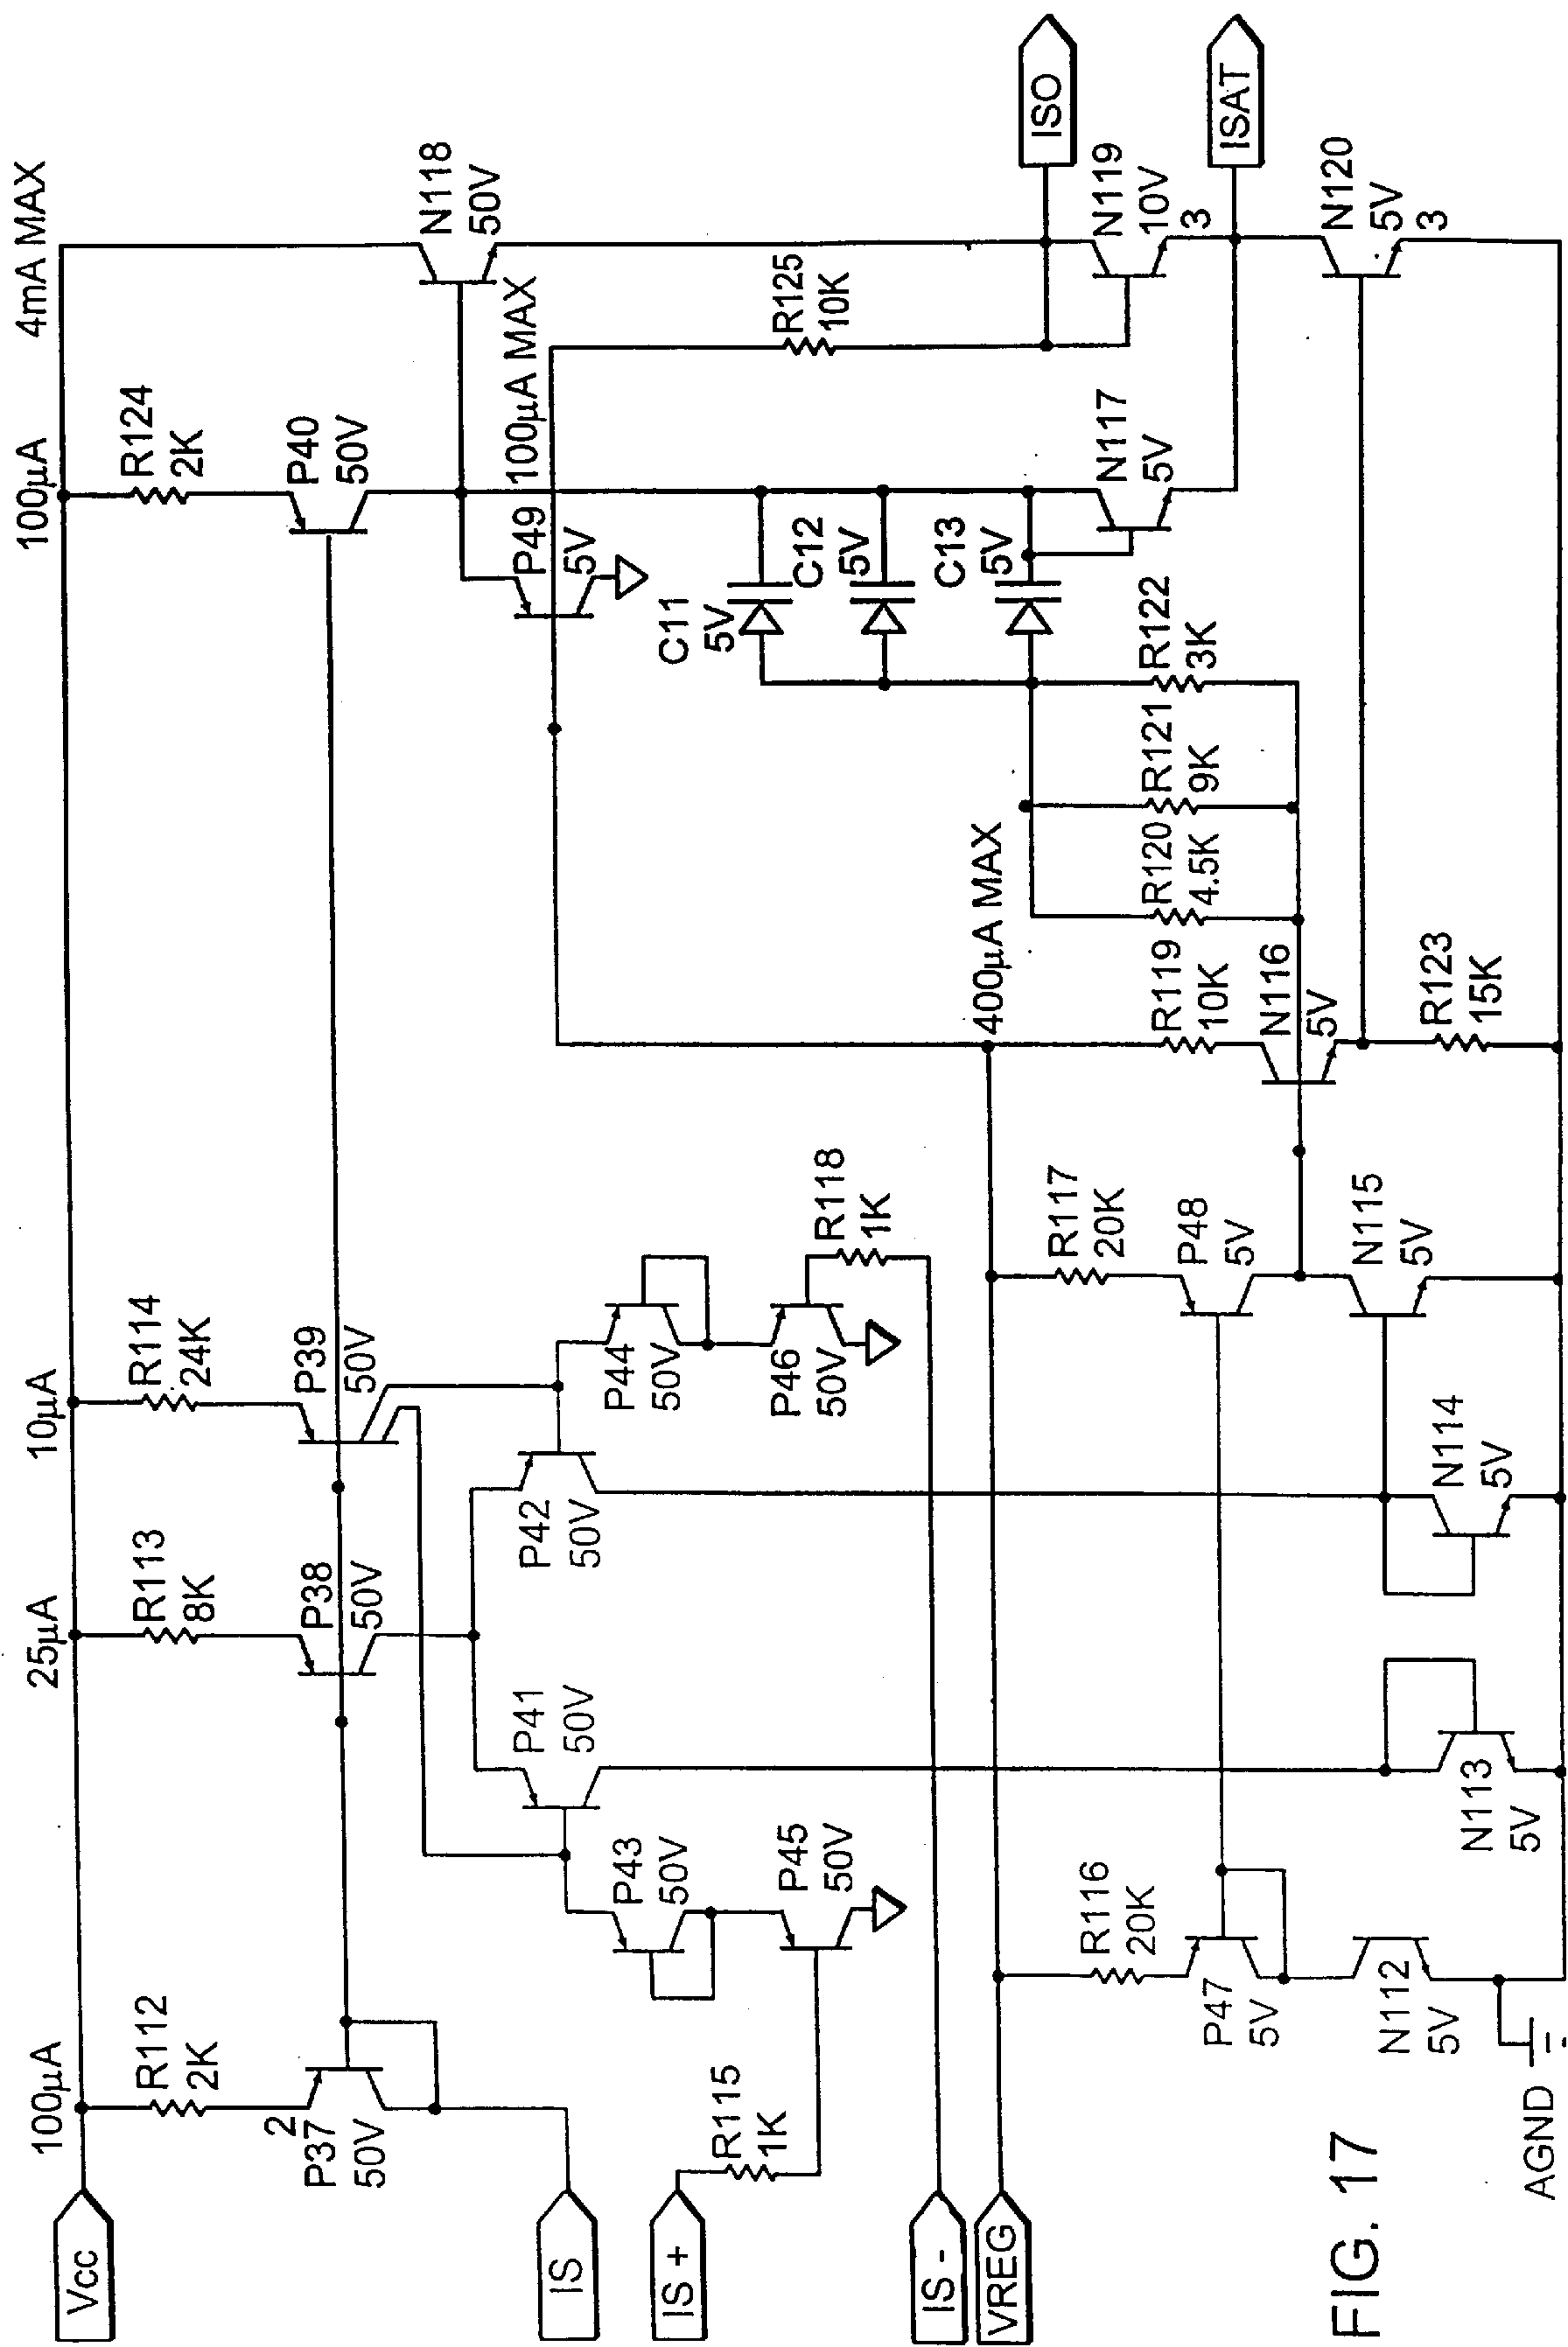 Vcc
IS
IS +
IS -
VREG
FIG. 17
AGND
100µA
R112
2K
2
P37
50V
R115
1K
25µA
R113
8K
P38
50V
10µA
R114
24K
P39
50V
P41
50V
P42
50V
P43
50V
P45
50V
P44
50V
P46
50V
R118
1K
R116
20K
P47
5V
N112
5V
N113
5V
N114
5V
R117
20K
P48
5V
N115
5V
400µA MAX
R119
10K
N116
5V
R123
15K
R120
4.5K
R121
9K
R122
3K
C11
5V
C12
5V
C13
5V
100µA
R124
2K
P40
50V
P49
5V
100µA MAX
N117
5V
4mA MAX
N118
50V
R125
10K
N119
10V
3
N120
5V
3
ISO
ISAT